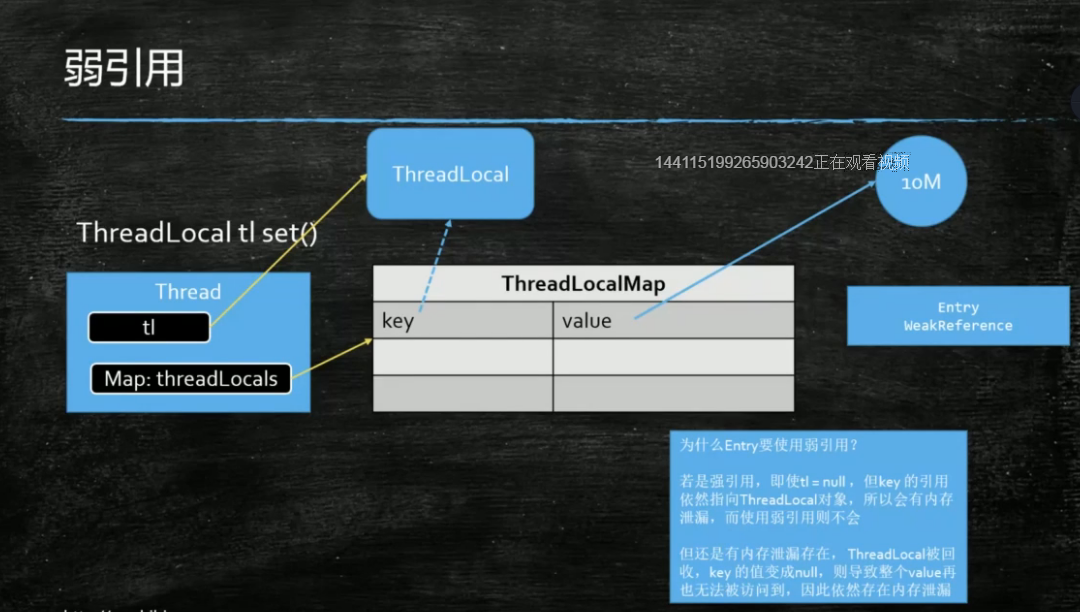 弱引用
ThreadLocal
144115199265903242正在观看视频
10M
ThreadLocal tl set()
Thread
tl
Map: threadLocals
ThreadLocalMap
key
value
Entry
WeakReference
为什么Entry要使用弱引用？
若是强引用，即使tl = null，但key 的引用
依然指向ThreadLocal对象，所以会有内存
泄漏，而使用弱引用则不会
但还是有内存泄漏存在， ThreadLocal被回
收，key 的值变成null，则导致整个value再
也无法被访问到，因此依然存在内存泄漏